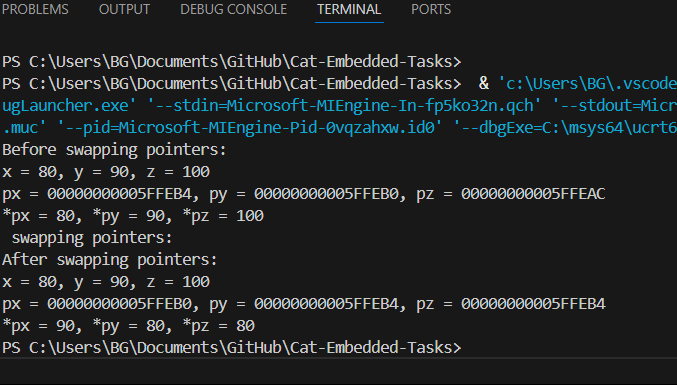 PROBLEMS OUTPUT DEBUG CONSOLE TERMINAL PORTS
PS C:\Users\BG\Documents\GitHub\Cat-Embedded-Tasks>
PS C:\Users\BG\Documents\GitHub\Cat-Embedded-Tasks>  & 'c:\Users\BG\.vscode
ugLauncher.exe' '--stdin=Microsoft-MIEngine-In-fp5ko32n.qch' '--stdout=Micr
.muc' '--pid=Microsoft-MIEngine-Pid-0vqzahxw.id0' '--dbgExe=C:\msys64\ucrt6
Before swapping pointers:
x = 80, y = 90, z = 100
px = 00000000005FFEB4, py = 00000000005FFEB0, pz = 00000000005FFEAC
*px = 80, *py = 90, *pz = 100
 swapping pointers:
After swapping pointers:
x = 80, y = 90, z = 100
px = 00000000005FFEB0, py = 00000000005FFEB4, pz = 00000000005FFEB4
*px = 90, *py = 80, *pz = 80
PS C:\Users\BG\Documents\GitHub\Cat-Embedded-Tasks>